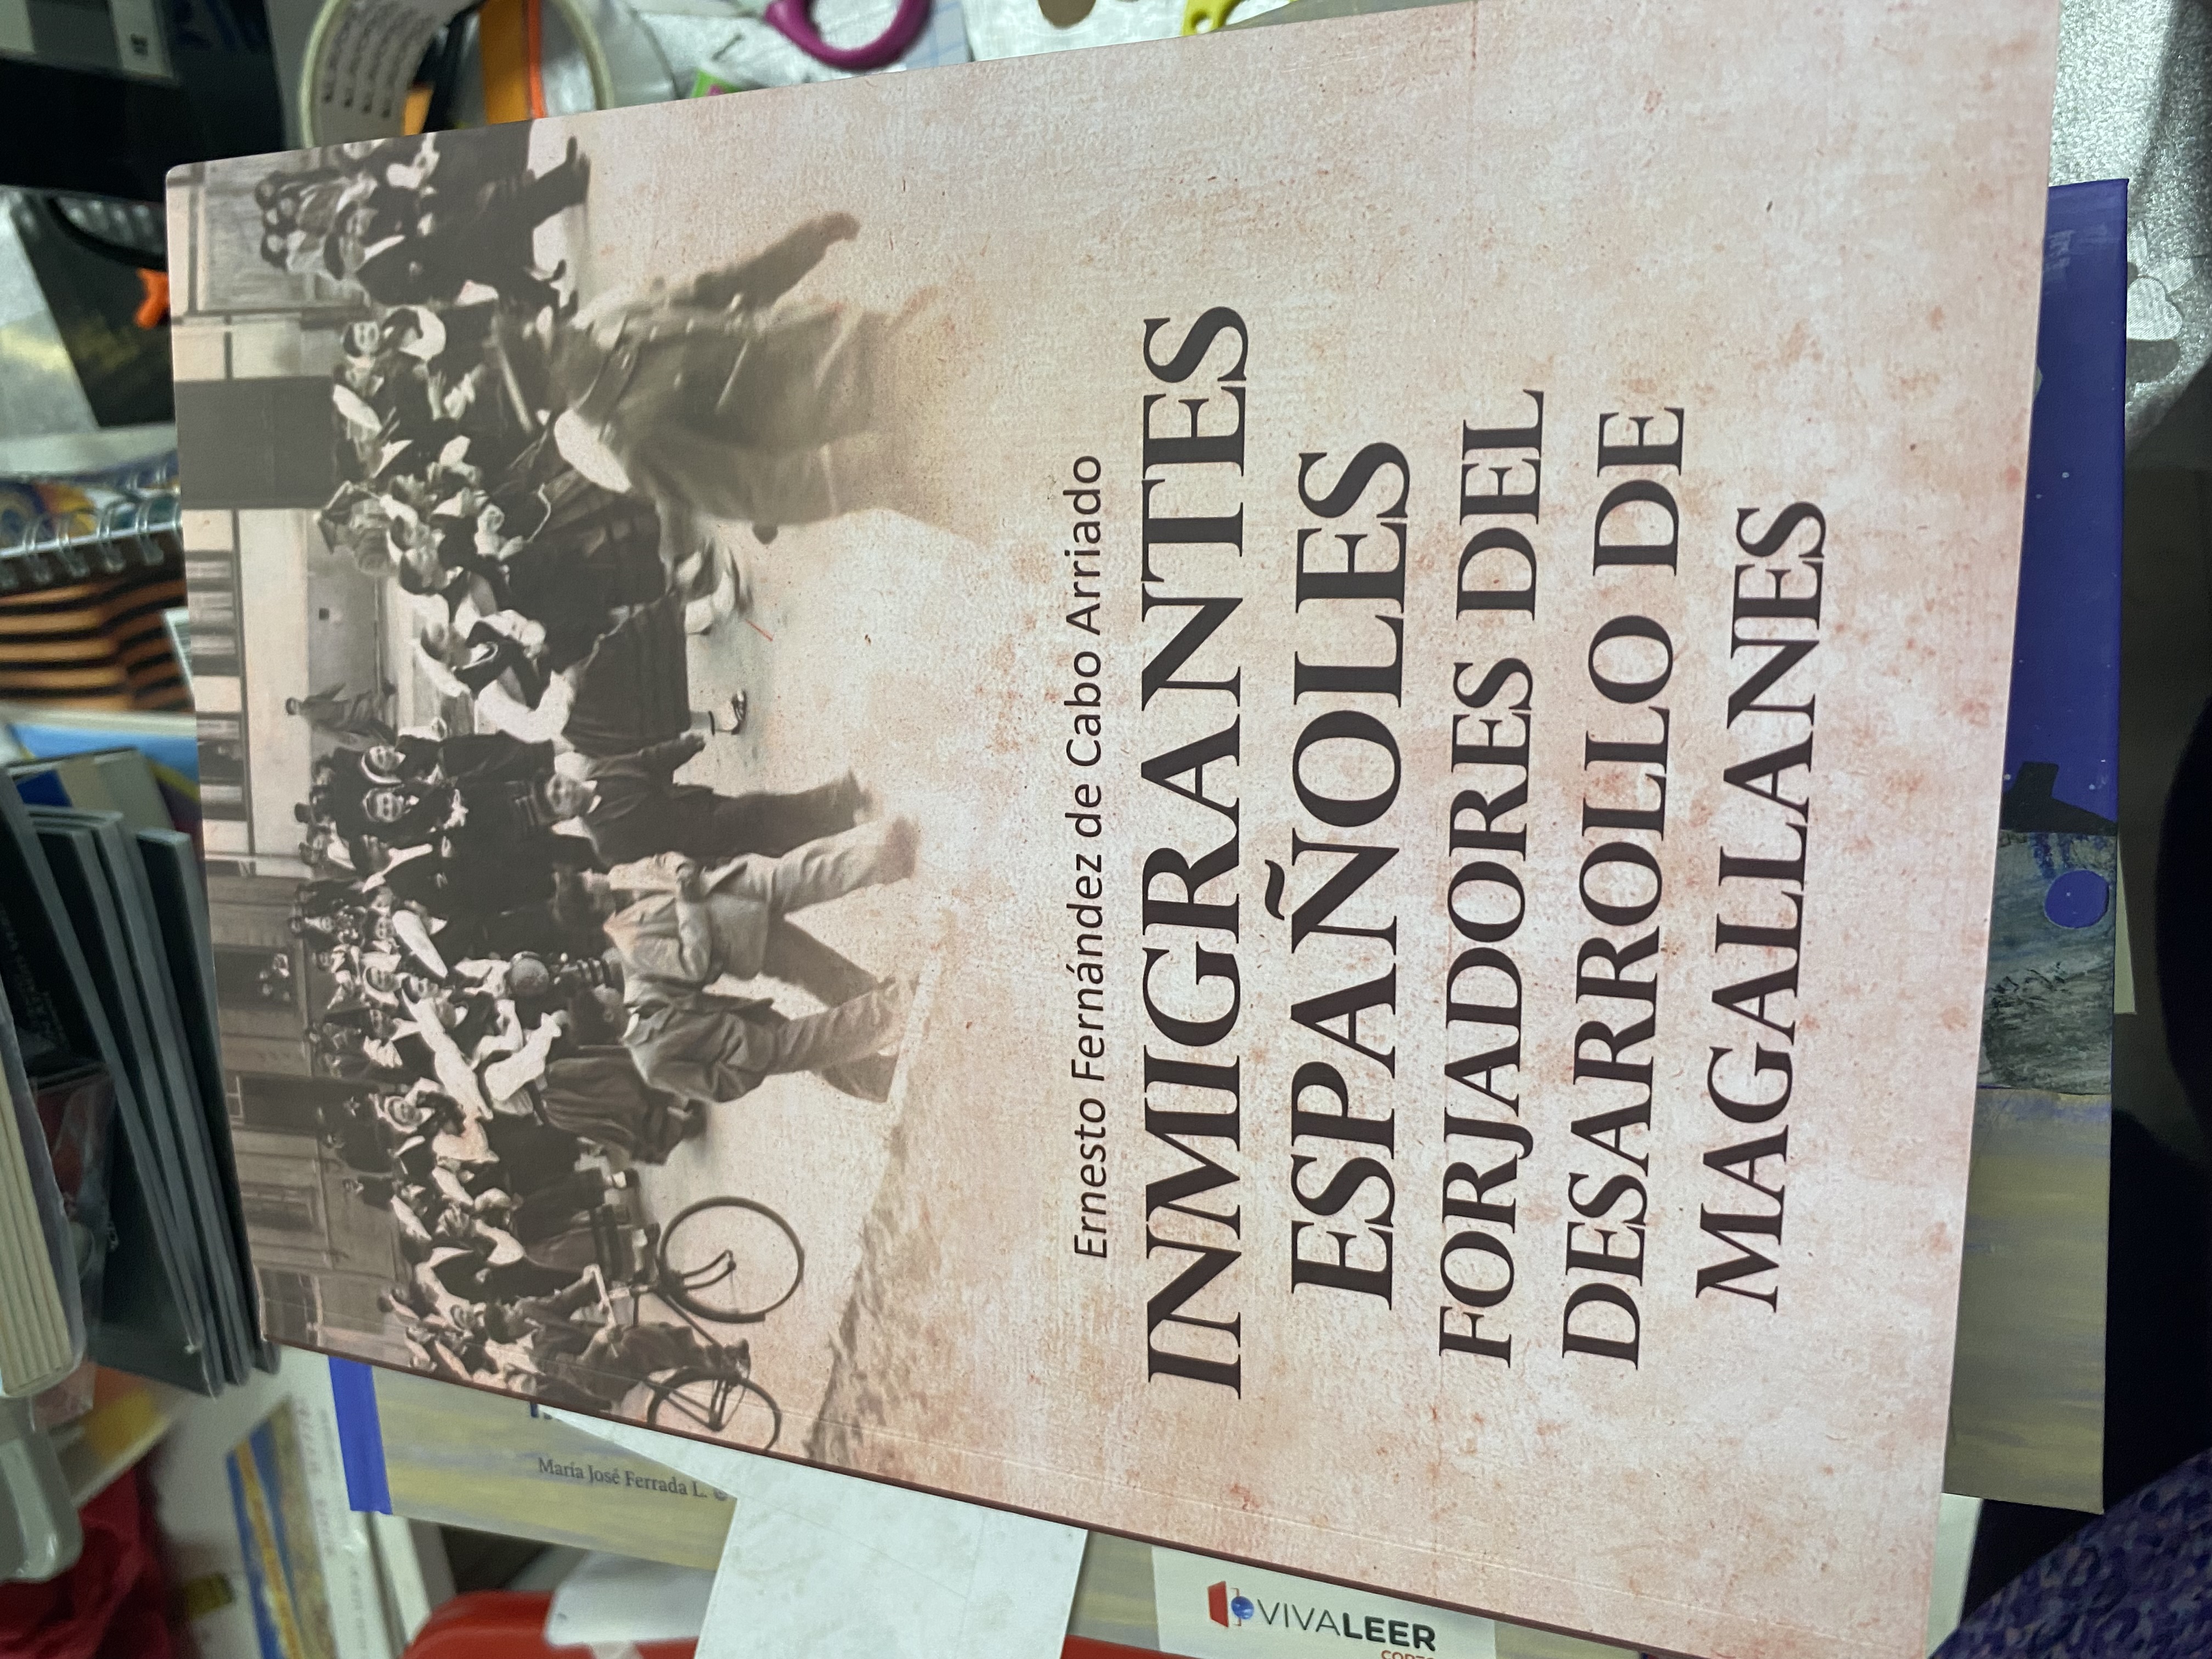 Ernesto Fernández de Cabo Arriado
INMIGRANTES
ESPAÑOLES
FORJADORES DEL
DESARROLLO DE
MAGALLANES
María José Ferrada L.
VIVALEER